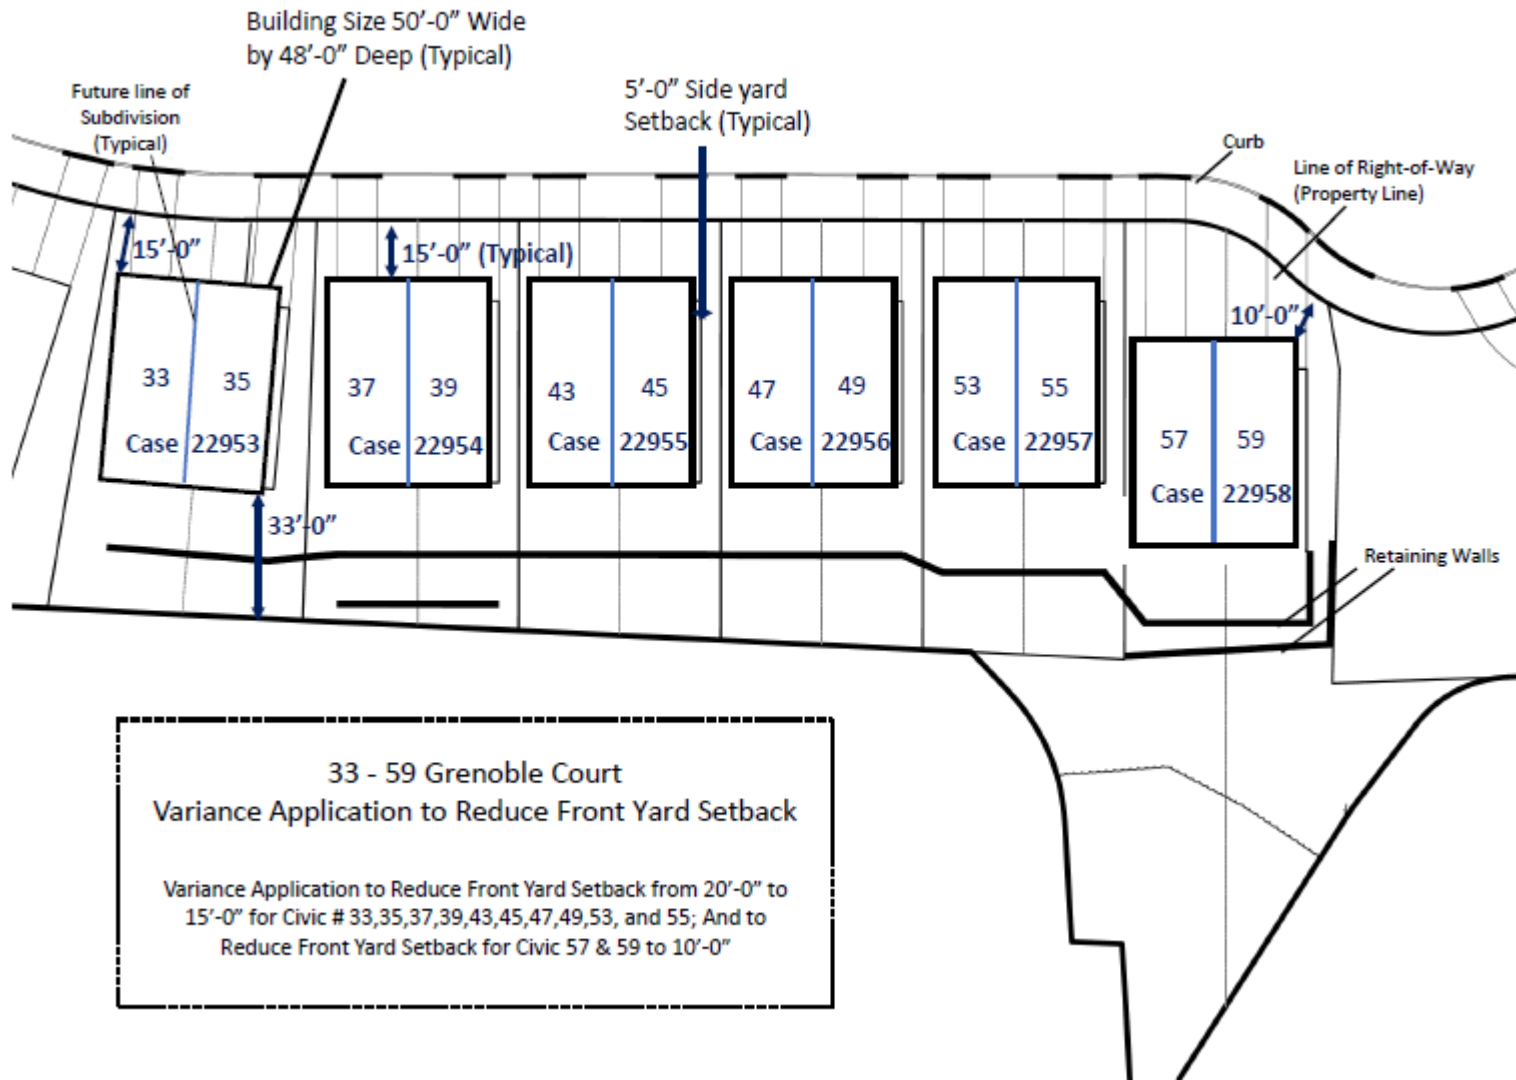 Building Size 50'-0" Wide
by 48'-0" Deep (Typical)
Future line of
Subdivision
(Typical)
5'-0" Side yard
Setback (Typical)
Curb
Line of Right-of-Way
(Property Line)
15'-0"
15'-0" (Typical)
10'-0"
33 35
Case 22953
37 39
Case 22954
43 45
Case 22955
47 49
Case 22956
53 55
Case 22957
57 59
Case 22958
33'-0"
Retaining Walls
33 - 59 Grenoble Court
Variance Application to Reduce Front Yard Setback
Variance Application to Reduce Front Yard Setback from 20'-0" to
15'-0" for Civic # 33,35,37,39,43,45,47,49,53, and 55; And to
Reduce Front Yard Setback for Civic 57 & 59 to 10'-0"